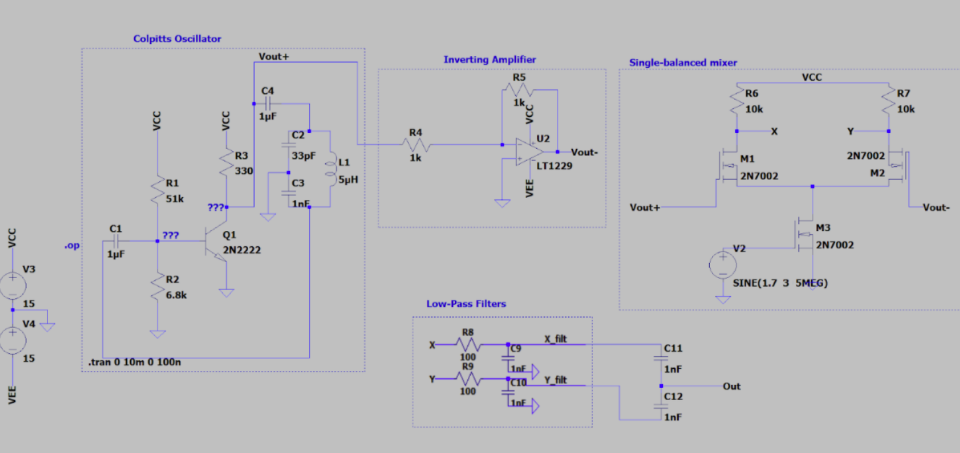 Colpitts Oscillator
Vout+
C4
1µF
VCC
VCC
C2
33pF
R3
330
L1
5µH
R1
51k
C3
1nF
???
C1
1µF
???
.op
Q1
2N2222
R2
6.8k
VCC
V3
15
V4
15
VEE
.tran 0 10m 0 100n
Inverting Amplifier
R5
1k
VCC
R4
1k
U2
LT1229
Vout-
VEE
Single-balanced mixer
VCC
R6
10k
R7
10k
X
Y
M1
2N7002
2N7002
M2
Vout+
Vout-
M3
2N7002
V2
SINE(1.7 3 5MEG)
Low-Pass Filters
R8
X
100
C9
1nF
X_filt
R9
Y
100
C10
1nF
Y_filt
C11
1nF
Out
C12
1nF